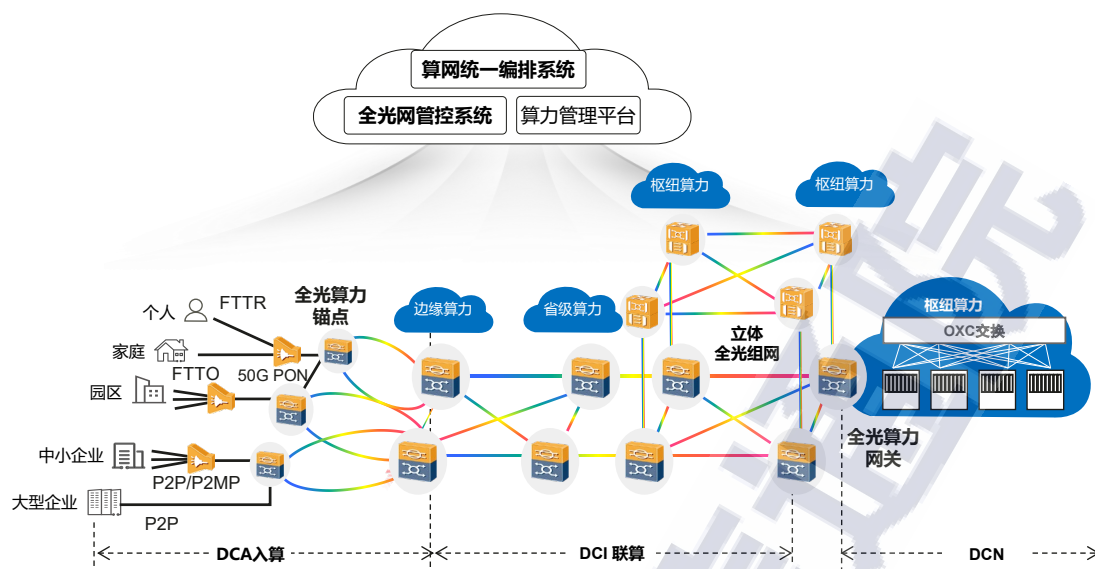 算网统一编排系统
全光网管控系统
算力管理平台
枢纽算力
枢纽算力
个人
FTTR
全光算力
锚点
边缘算力
省级算力
枢纽算力
OXC交换
立体
全光组网
家庭
FTTO
50G PON
园区
全光算力
网关
中小企业
P2P/P2MP
大型企业
P2P
DCA入算
DCI 联算
DCN